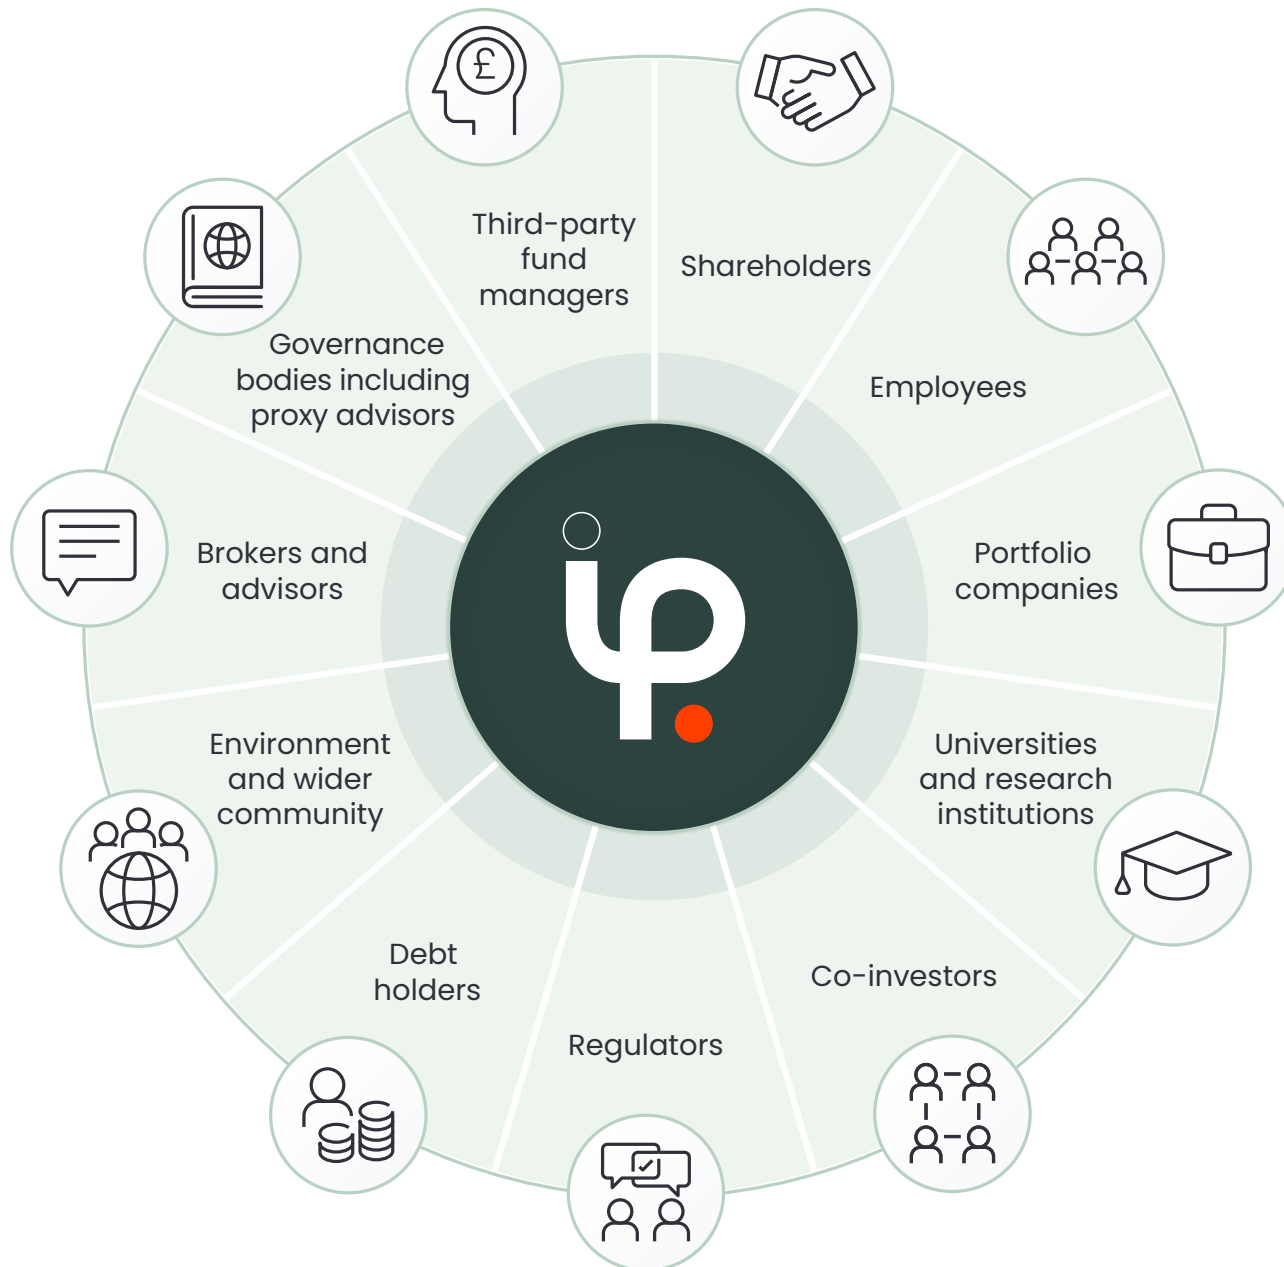 £
Third-party
fund
managers
Shareholders
Governance
bodies including
proxy advisors
Employees
Brokers and
advisors
Portfolio
companies
ip.
Environment
and wider
community
Universities
and research
institutions
Debt
holders
Co-investors
Regulators